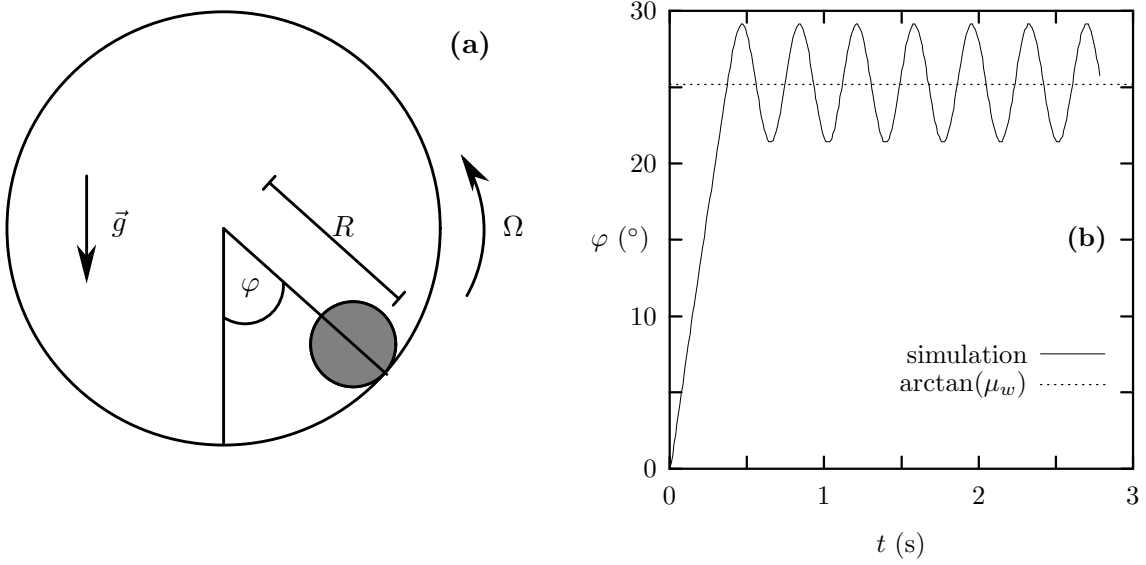 (a)
g⃗
R
Ω
φ
30
20
φ (°)
(b)
10
simulation
arctan(μ_w)
0
0 1 2 3
t (s)